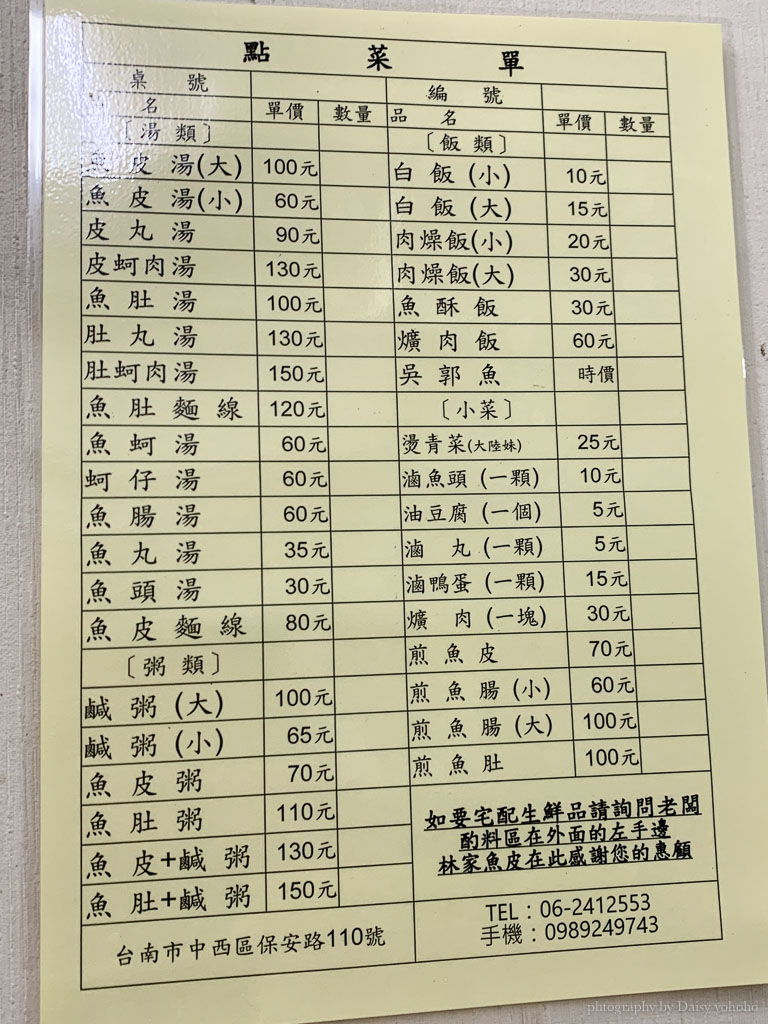 點 菜 單
桌 號
編 號
名 單價 數量
品 名 單價 數量
〔湯 類〕
魚 皮 湯(大) 100元
魚 皮 湯(小) 60元
皮 丸 湯 90元
皮蚵肉湯 130元
魚 肚 湯 100元
肚 丸 湯 130元
肚蚵肉湯 150元
魚 肚 麵 線 120元
魚 蚵 湯 60元
蚵 仔 湯 60元
魚 腸 湯 60元
魚 丸 湯 35元
魚 頭 湯 30元
魚 皮 麵 線 80元
〔粥 類〕
鹹 粥 (大) 100元
鹹 粥 (小) 65元
魚 皮 粥 70元
魚 肚 粥 110元
魚 皮+鹹 粥 130元
魚 肚+鹹 粥 150元
〔飯 類〕
白 飯 (小) 10元
白 飯 (大) 15元
肉燥飯(小) 20元
肉燥飯(大) 30元
魚 酥 飯 30元
爌 肉 飯 60元
吳 郭 魚 時價
〔小菜〕
燙青菜(大陸妹) 25元
滷魚頭 (一顆) 10元
油豆腐 (一個) 5元
滷 丸 (一顆) 5元
滷鴨蛋 (一顆) 15元
爌 肉 (一塊) 30元
煎 魚 皮 70元
煎 魚 腸 (小) 60元
煎 魚 腸 (大) 100元
煎 魚 肚 100元
如要宅配生鮮品請詢問老闆
酌料區在外面的左手邊
林家魚皮在此感謝您的惠顧
台南市中西區保安路110號
TEL：06-2412553
手機：0989249743
phtography by Daisy yohoho